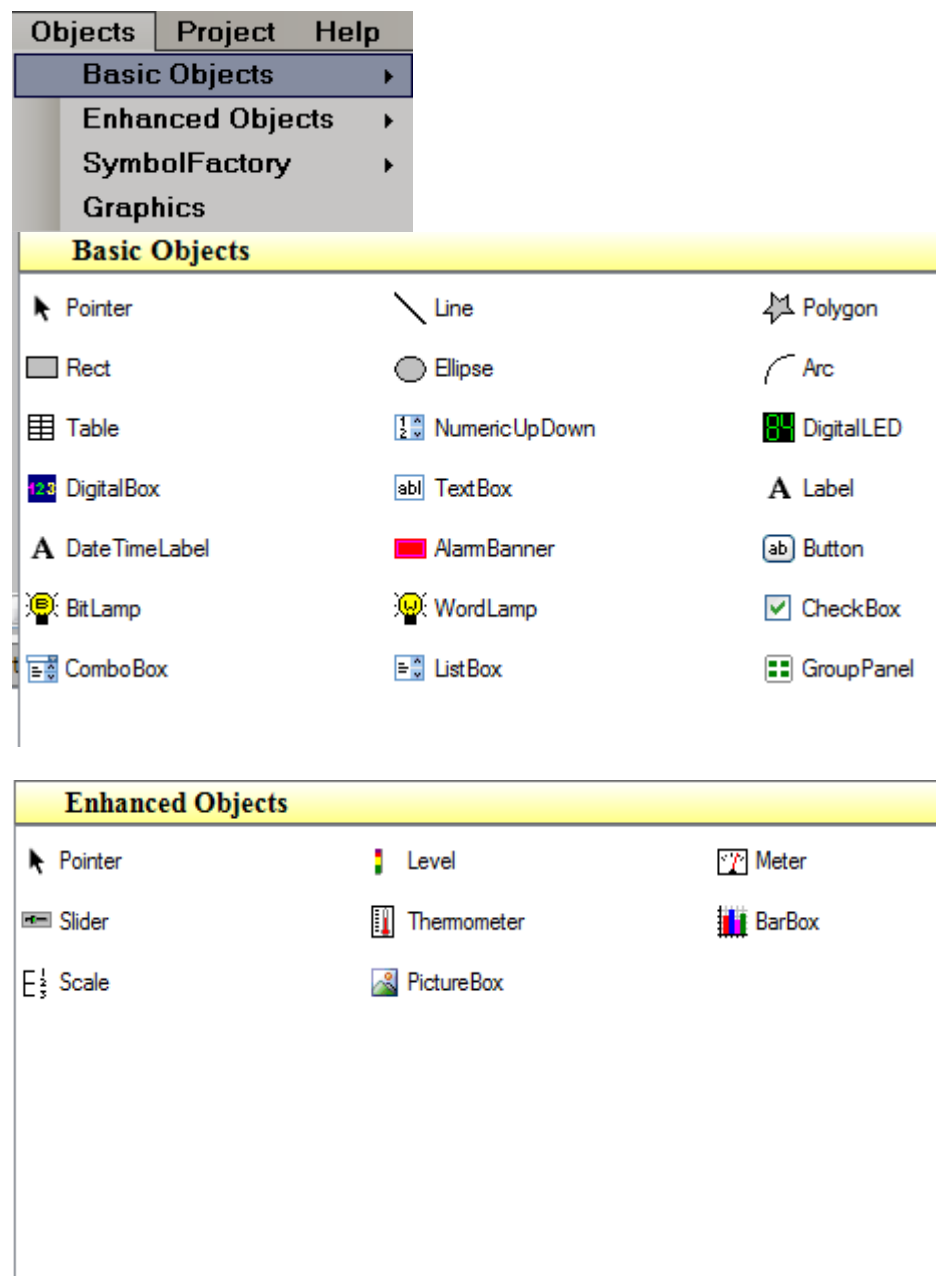 Objects Project Help
Basic Objects
Enhanced Objects
SymbolFactory
Graphics
Basic Objects
Pointer Line Polygon
Rect Ellipse Arc
Table NumericUpDown DigitalLED
DigitalBox TextBox Label
DateTimeLabel AlarmBanner Button
BitLamp WordLamp CheckBox
ComboBox ListBox GroupPanel
Enhanced Objects
Pointer Level Meter
Slider Thermometer BarBox
Scale PictureBox